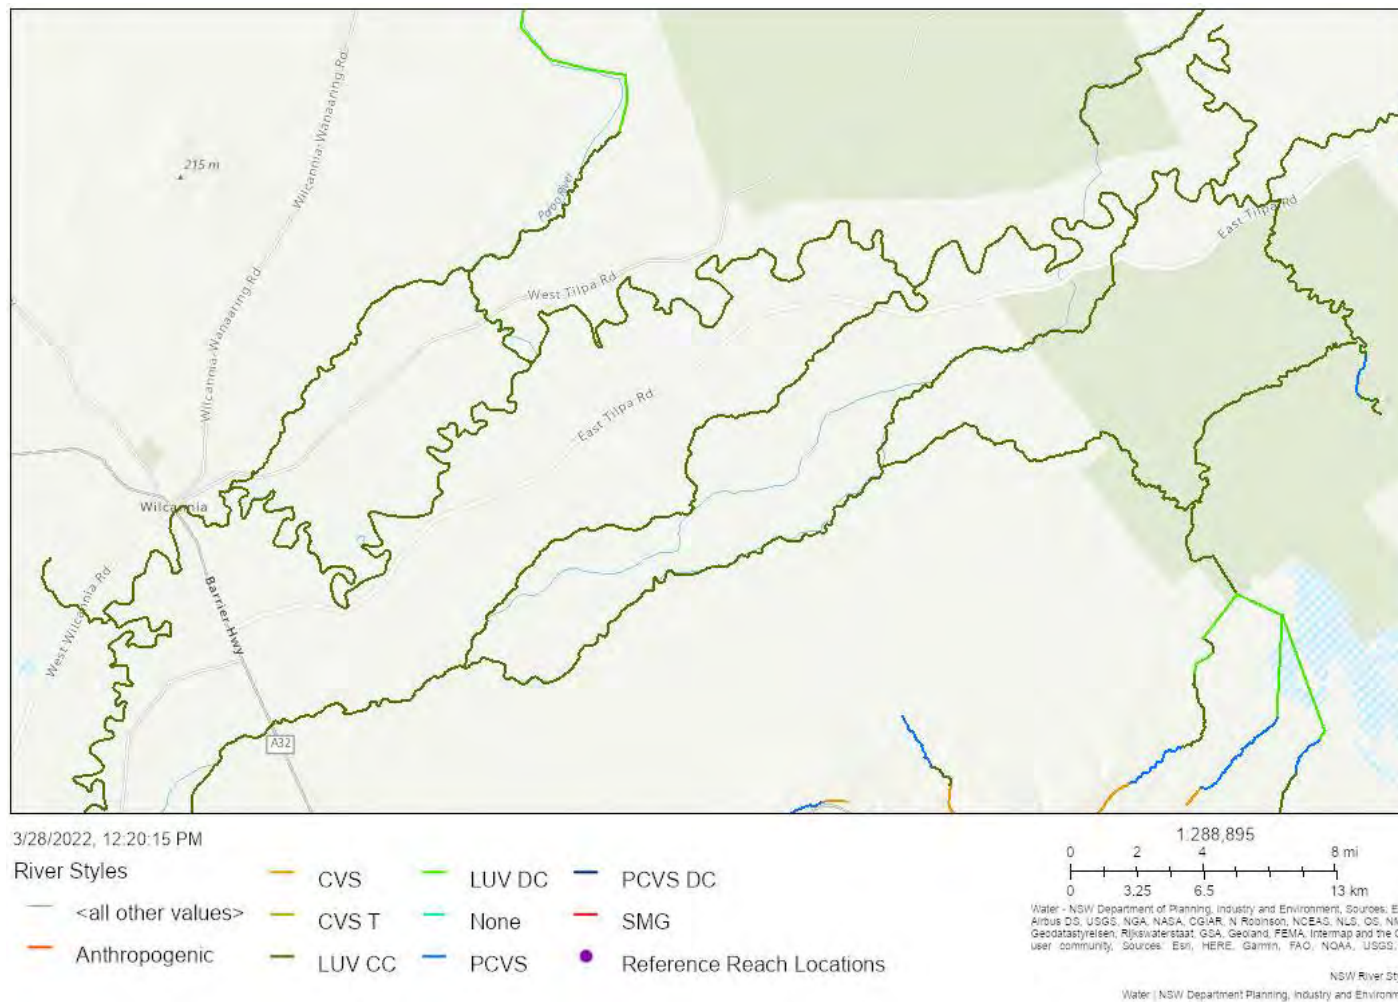 215 m
Wilcannia-Wanaaring Rd
Wilcannia-Wanaaring Rd
Wilcannia-Wanaaring Rd
Paroo River
West Tilpa Rd
East Tilpa Rd
East Tilpa Rd
Wilcannia
Barrier Hwy
West Wilcannia Rd
A32
3/28/2022, 12:20:15 PM
River Styles
<all other values>
Anthropogenic
CVS
CVS T
LUV CC
LUV DC
None
PCVS
PCVS DC
SMG
Reference Reach Locations
1:288,895
0 2 4 8 mi
0 3.25 6.5 13 km
Water - NSW Department of Planning, Industry and Environment, Sources: E
Airbus DS, USGS, NGA, NASA, CGIAR, N Robinson, NCEAS, NLS, OS, NM
Geodatastyrelsen, Rijkswaterstaat, GSA, Geoland, FEMA, Intermap and the G
user community, Sources: Esri, HERE, Garmin, FAO, NOAA, USGS,
NSW River Sty
Water | NSW Department Planning, Industry and Environm